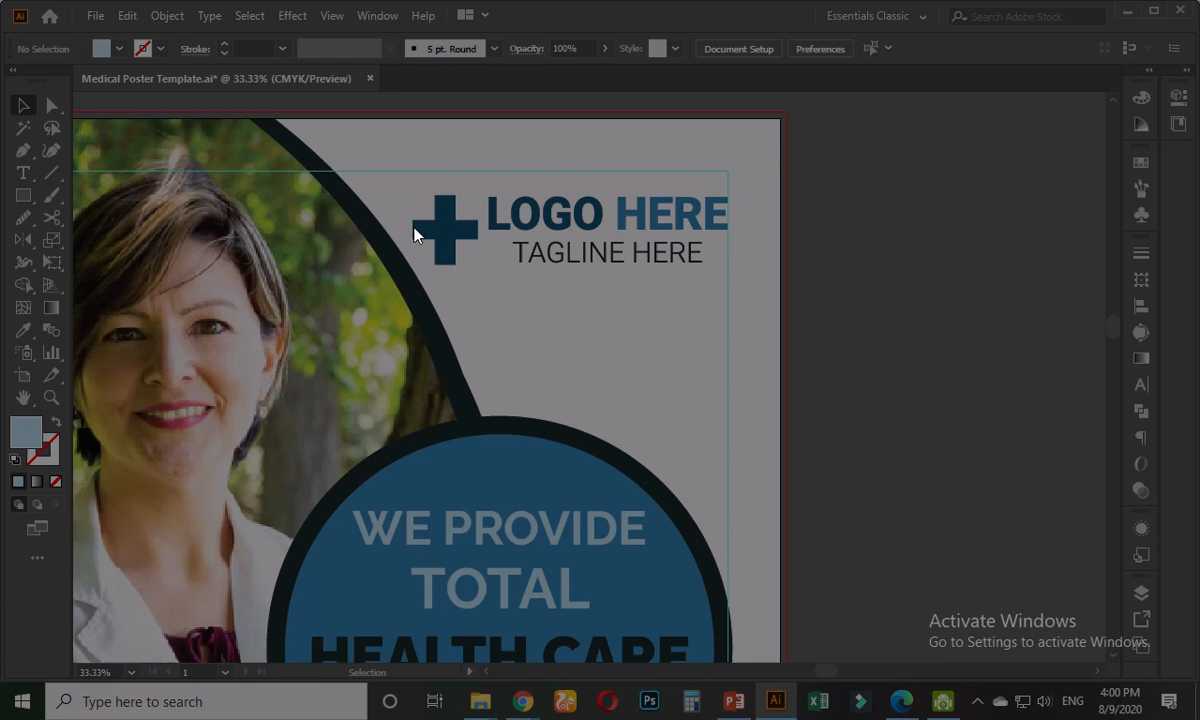 Ai File Edit Object Type Select Effect View Window Help Essentials Classic Search Adobe Stock
No Selection Stroke: 5 pt. Round Opacity: 100% Style: Document Setup Preferences
Medical Poster Template.ai* @ 33.33% (CMYK/Preview) ×
LOGO HERE
TAGLINE HERE
WE PROVIDE
TOTAL
HEALTH CARE
Activate Windows
Go to Settings to activate Windows.
33.33% 1 Selection
Type here to search Ps Ai ENG 4:00 PM
8/9/2020